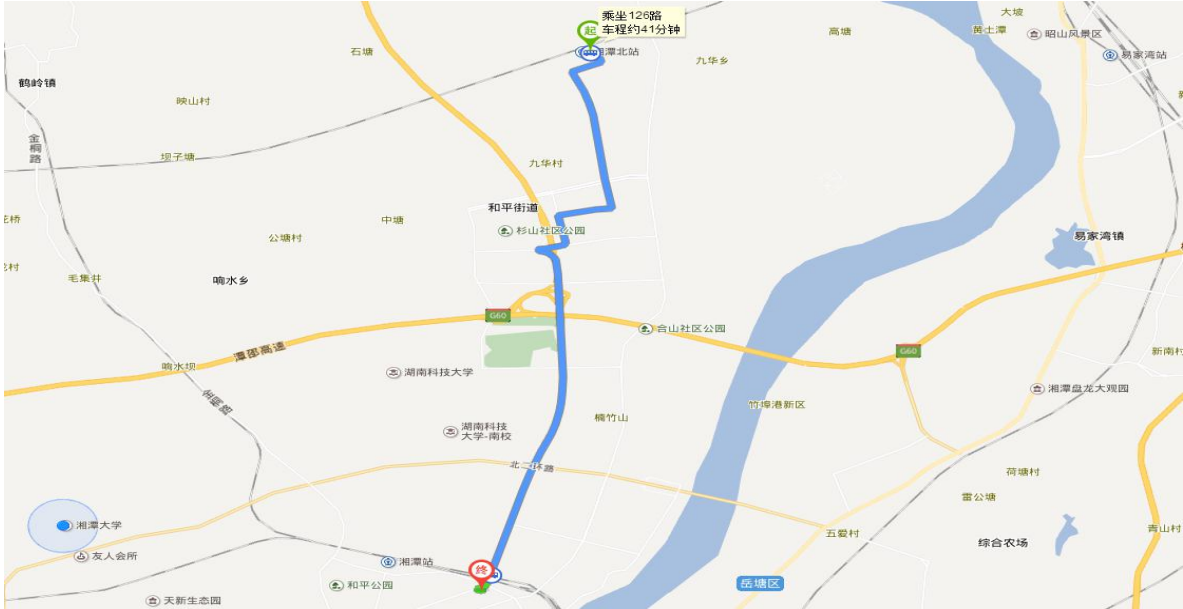 乘坐126路
车程约41分钟
起
湘潭北站
石塘
高塘
大坡
黄土潭
昭山风景区
易家湾站
九华乡
鹤岭镇
映山村
金桐路
坝子塘
九华村
和平街道
中塘
杉山社区公园
公塘村
易家湾镇
毛集井
响水乡
G60
合山社区公园
潭邵高速
G60
新南村
响水坝
湖南科技大学
湘潭盘龙大观园
竹埠港新区
楠竹山
湖南科技
大学-南校
北二环路
荷塘村
雷公塘
湘潭大学
五爱村
青山村
综合农场
友人会所
湘潭站
终
和平公园
岳塘区
天新生态园